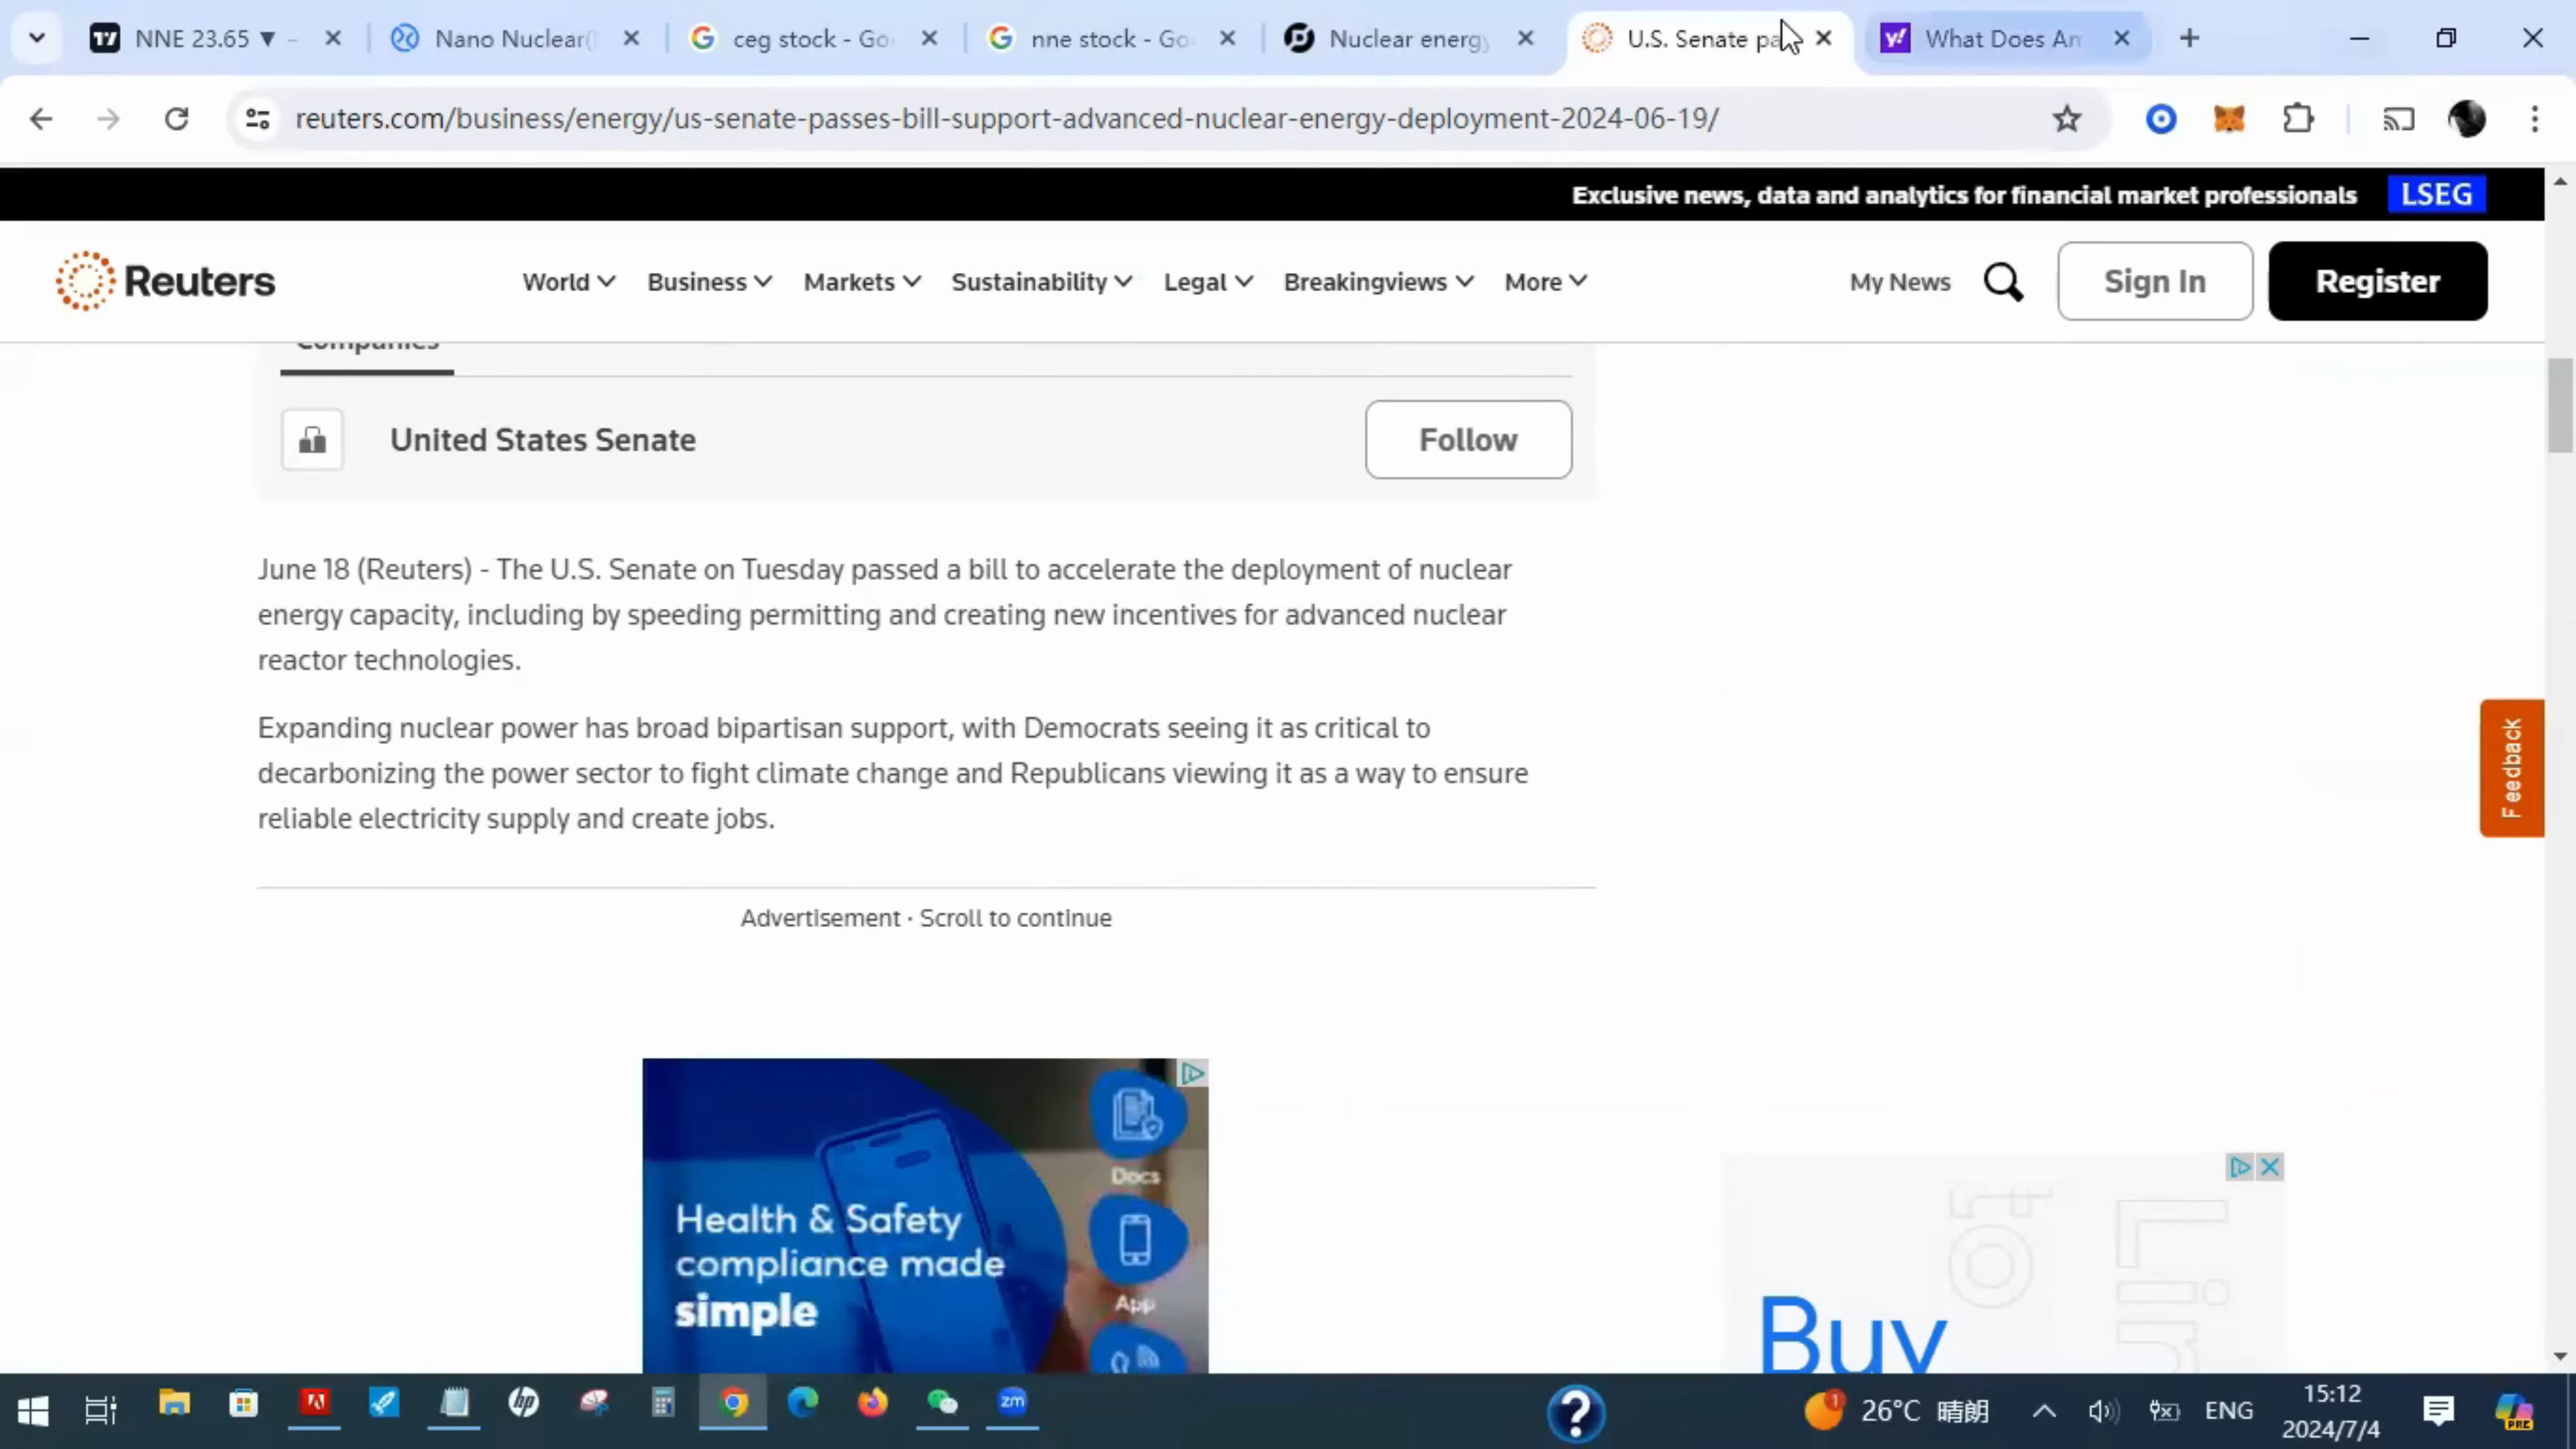 NNE 23.65 ▼ -
Nano Nuclear(
ceg stock - Go
nne stock - Go
Nuclear energy
U.S. Senate pa
What Does An
reuters.com/business/energy/us-senate-passes-bill-support-advanced-nuclear-energy-deployment-2024-06-19/
Exclusive news, data and analytics for financial market professionals LSEG
Reuters World Business Markets Sustainability Legal Breakingviews More My News Sign In Register
Companies
United States Senate Follow
June 18 (Reuters) - The U.S. Senate on Tuesday passed a bill to accelerate the deployment of nuclear
energy capacity, including by speeding permitting and creating new incentives for advanced nuclear
reactor technologies.
Expanding nuclear power has broad bipartisan support, with Democrats seeing it as critical to
decarbonizing the power sector to fight climate change and Republicans viewing it as a way to ensure
reliable electricity supply and create jobs.
Feedback
Advertisement · Scroll to continue
Health & Safety
compliance made
simple
Docs
App
Buy
26°C 晴朗
ENG
15:12
2024/7/4